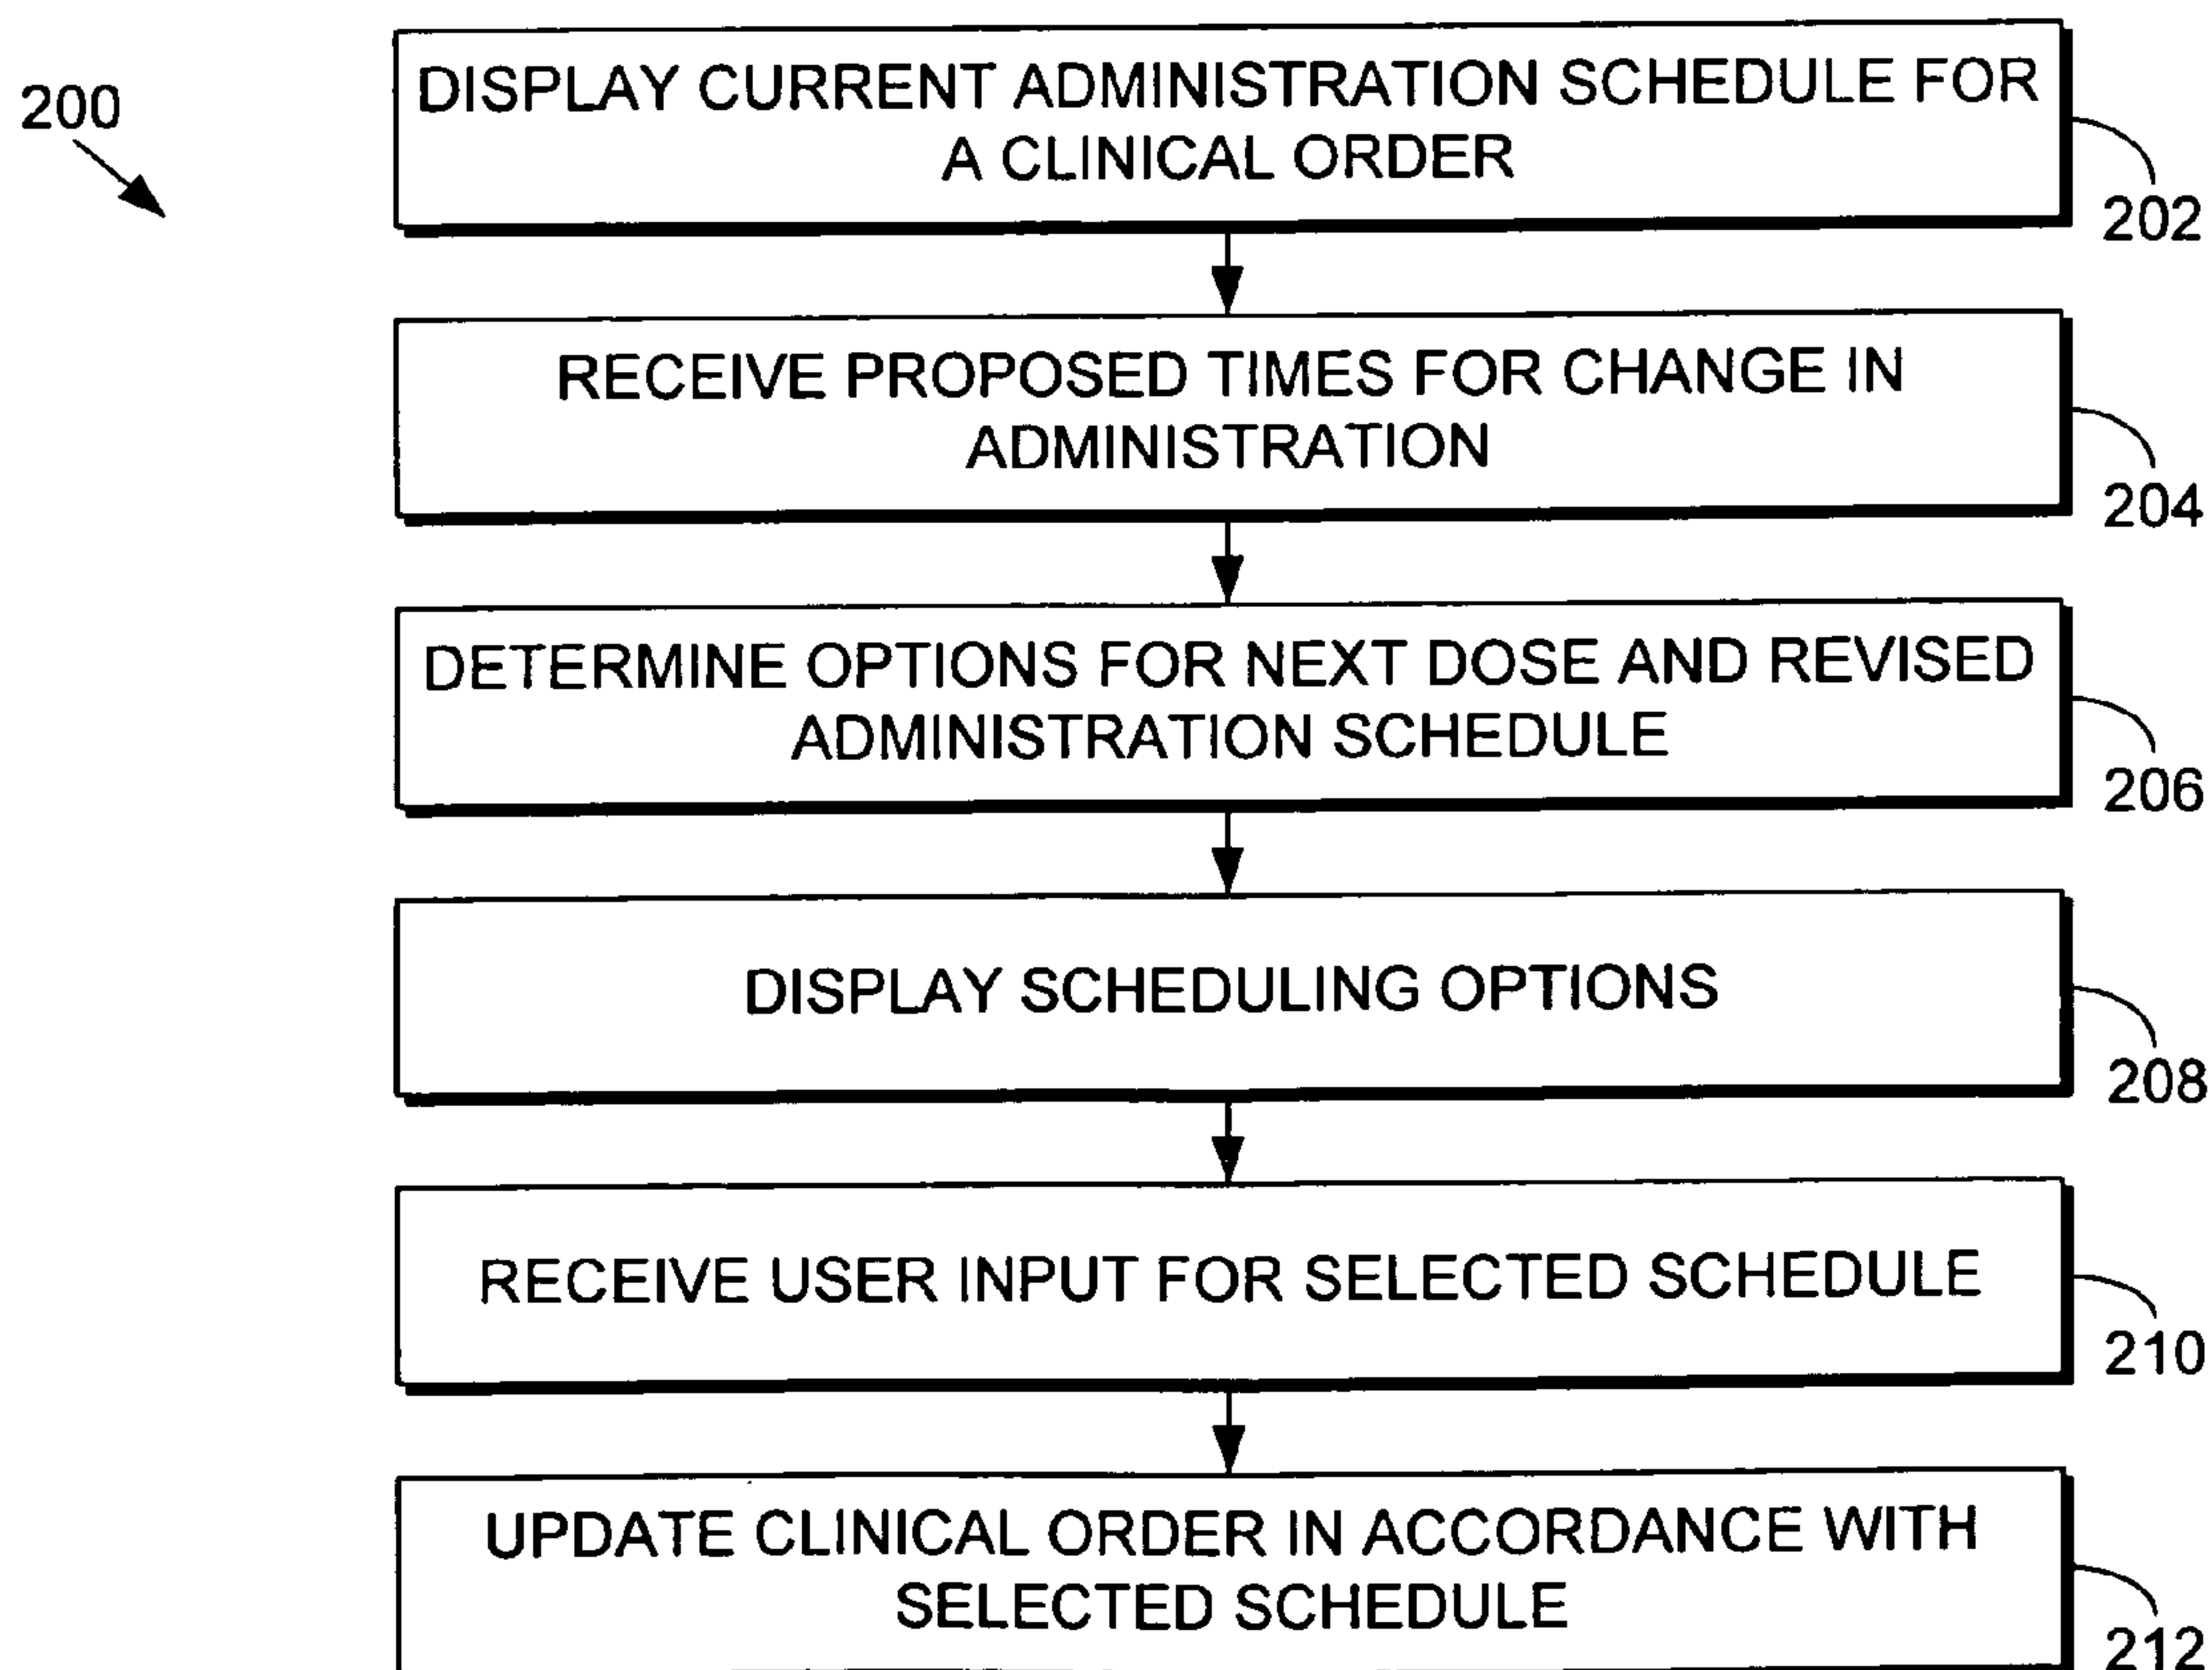 200
DISPLAY CURRENT ADMINISTRATION SCHEDULE FOR
A CLINICAL ORDER
202
RECEIVE PROPOSED TIMES FOR CHANGE IN
ADMINISTRATION
204
DETERMINE OPTIONS FOR NEXT DOSE AND REVISED
ADMINISTRATION SCHEDULE
206
DISPLAY SCHEDULING OPTIONS
208
RECEIVE USER INPUT FOR SELECTED SCHEDULE
210
UPDATE CLINICAL ORDER IN ACCORDANCE WITH
SELECTED SCHEDULE
212